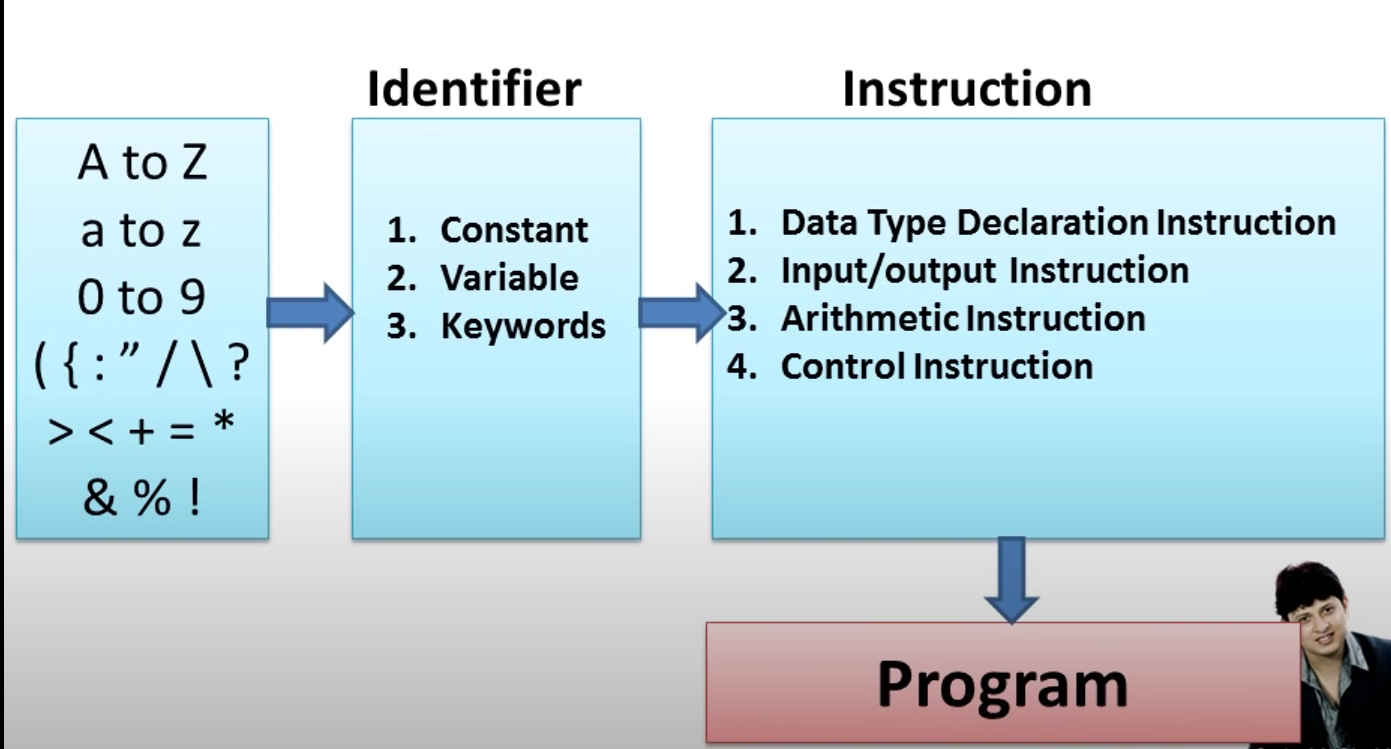 Identifier
Instruction
A to Z
a to z
0 to 9
( { : ” / \ ?
> < + = *
& % !
1. Constant
2. Variable
3. Keywords
1. Data Type Declaration Instruction
2. Input/output Instruction
3. Arithmetic Instruction
4. Control Instruction
Program